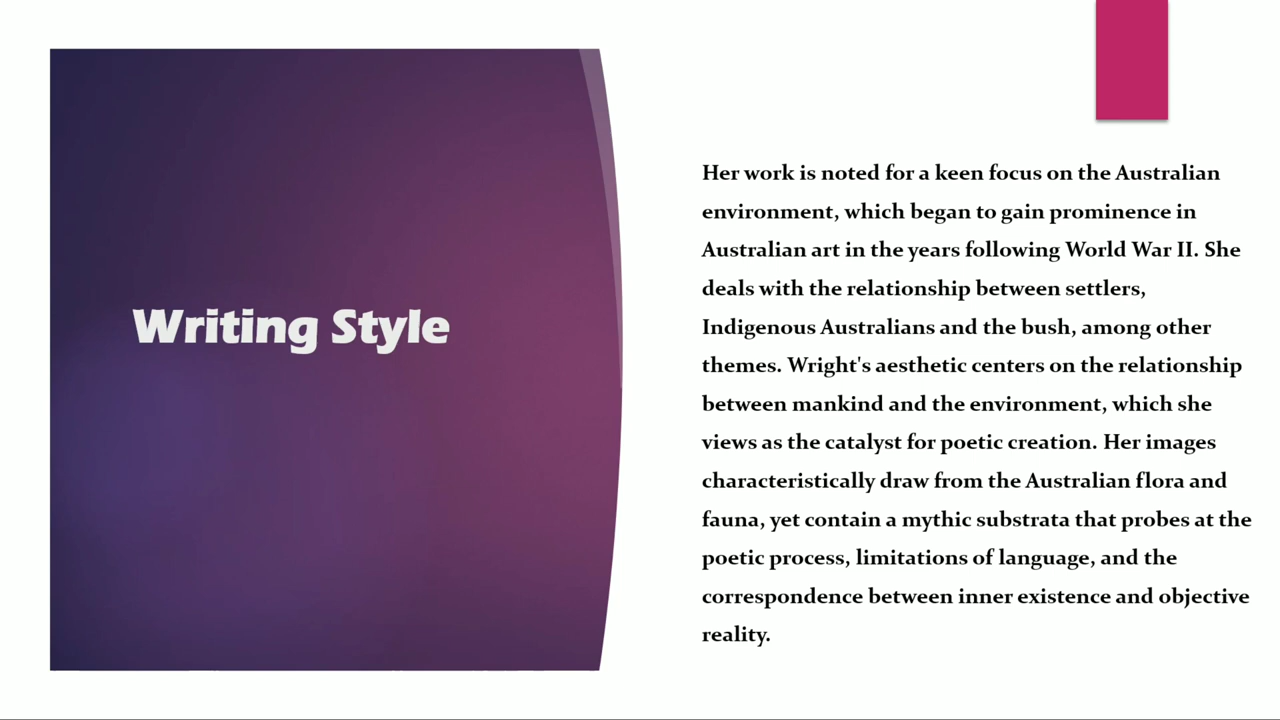 Writing Style
Her work is noted for a keen focus on the Australian
environment, which began to gain prominence in
Australian art in the years following World War II. She
deals with the relationship between settlers,
Indigenous Australians and the bush, among other
themes. Wright's aesthetic centers on the relationship
between mankind and the environment, which she
views as the catalyst for poetic creation. Her images
characteristically draw from the Australian flora and
fauna, yet contain a mythic substrata that probes at the
poetic process, limitations of language, and the
correspondence between inner existence and objective
reality.